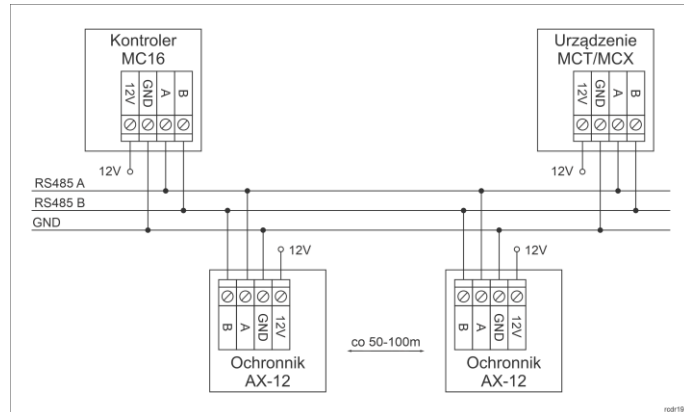 Kontroler
MC16
12V
GND
A
B
12V
Urządzenie
MCT/MCX
12V
GND
A
B
12V
RS485 A
RS485 B
GND
12V
B
A
GND
12V
Ochronnik
AX-12
co 50-100m
12V
B
A
GND
12V
Ochronnik
AX-12
rodr19